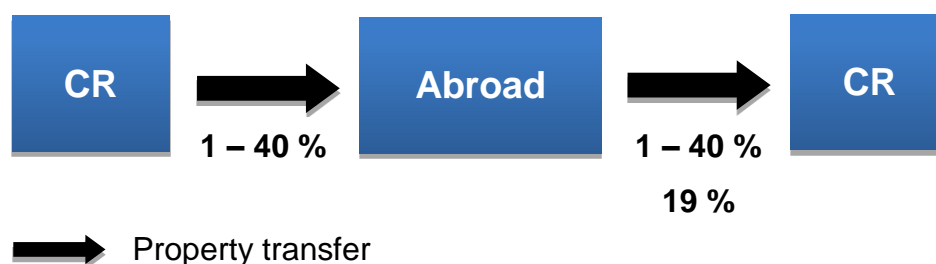 CR
Abroad
CR
1 – 40 %
1 – 40 %
19 %
Property transfer